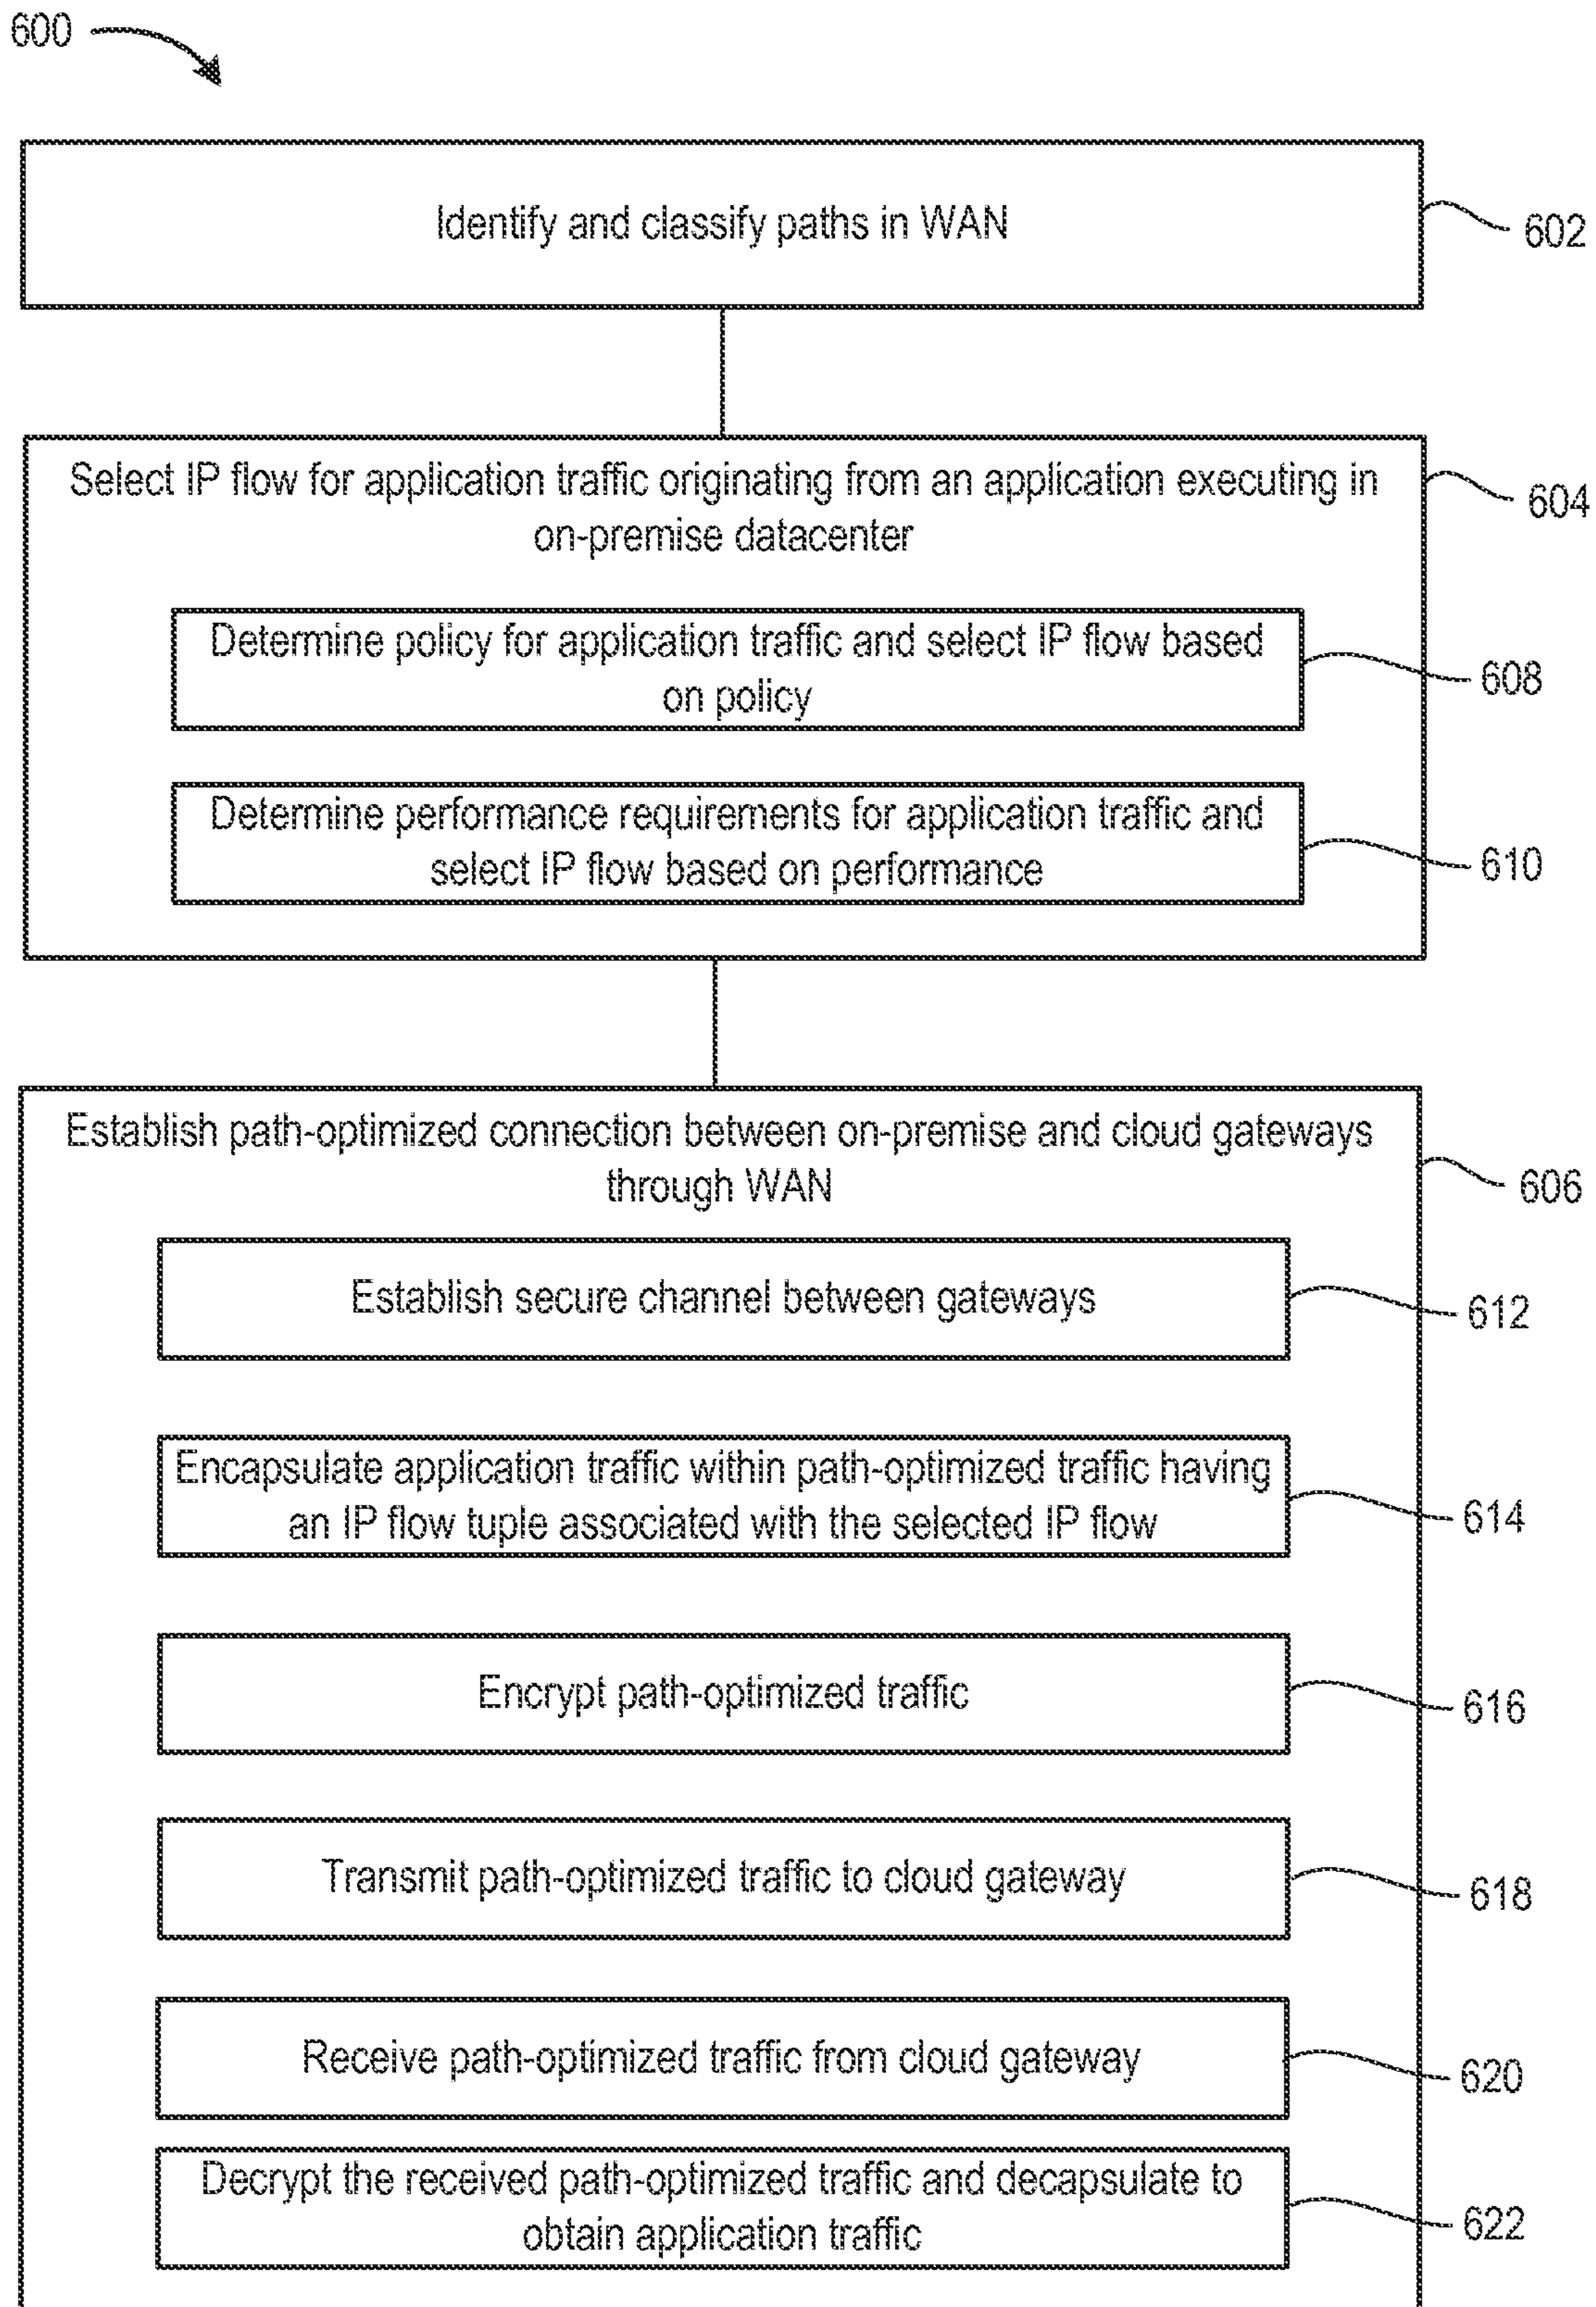 600
Identify and classify paths in WAN
602
Select IP flow for application traffic originating from an application executing in
on-premise datacenter
604
Determine policy for application traffic and select IP flow based
on policy
608
Determine performance requirements for application traffic and
select IP flow based on performance
610
Establish path-optimized connection between on-premise and cloud gateways
through WAN
606
Establish secure channel between gateways
612
Encapsulate application traffic within path-optimized traffic having
an IP flow tuple associated with the selected IP flow
614
Encrypt path-optimized traffic
616
Transmit path-optimized traffic to cloud gateway
618
Receive path-optimized traffic from cloud gateway
620
Decrypt the received path-optimized traffic and decapsulate to
obtain application traffic
622